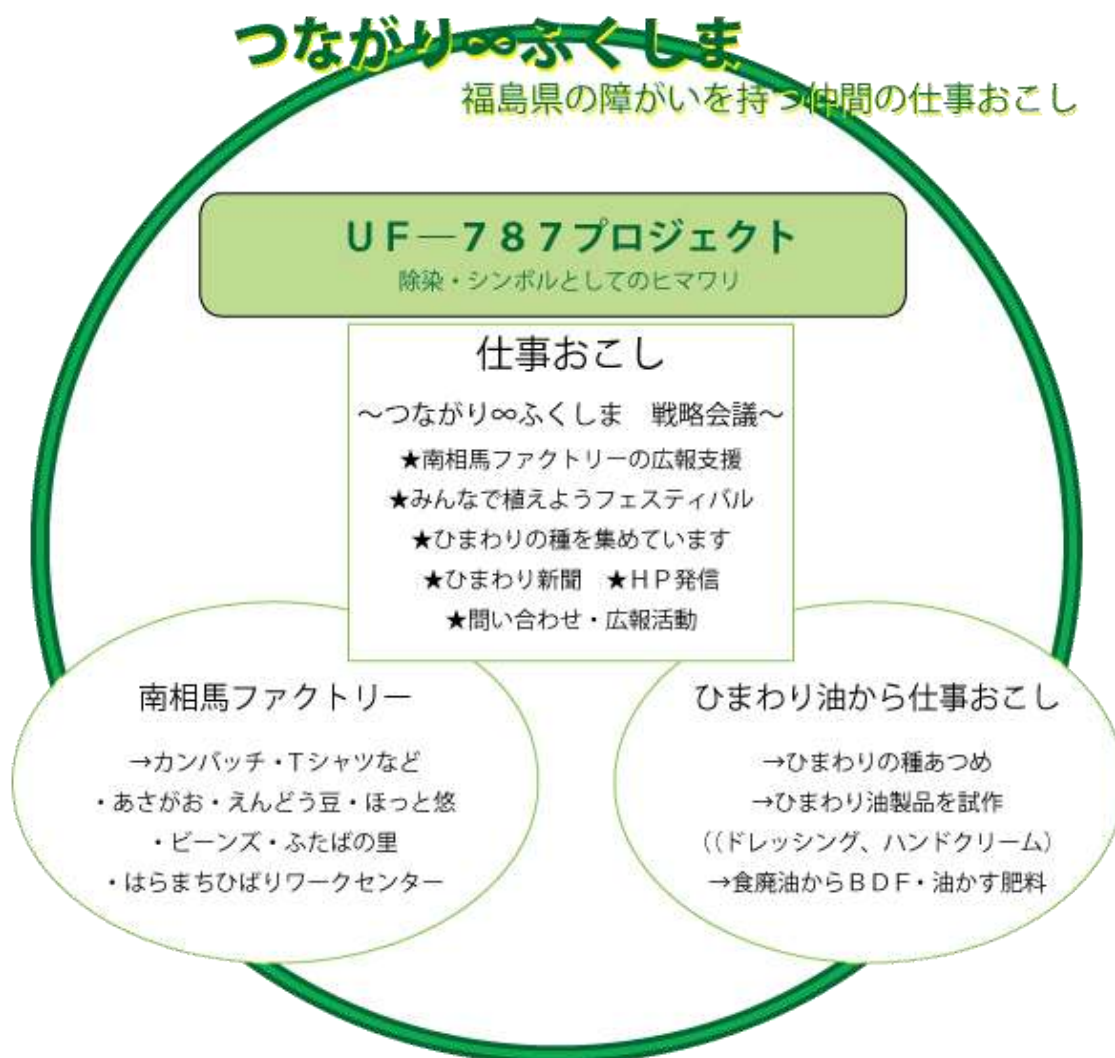 つながり∞ふくしま
福島県の障がいを持つ仲間の仕事おこし
ＵＦ―７８７プロジェクト
除染・シンボルとしてのヒマワリ
仕事おこし
～つながり∞ふくしま　戦略会議～
★南相馬ファクトリーの広報支援
★みんなで植えようフェスティバル
★ひまわりの種を集めています
★ひまわり新聞　★ＨＰ発信
★問い合わせ・広報活動
南相馬ファクトリー
→カンバッチ・Ｔシャツなど
・あさがお・えんどう豆・ほっと悠
・ビーンズ・ふたばの里
・はらまちひばりワークセンター
ひまわり油から仕事おこし
→ひまわりの種あつめ
→ひまわり油製品を試作
(（ドレッシング、ハンドクリーム）
→食廃油からＢＤＦ・油かす肥料